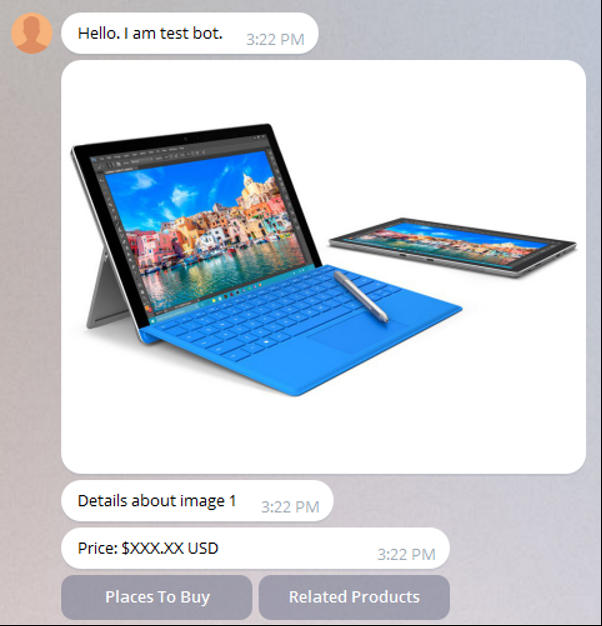 Hello. I am test bot.
3:22 PM
Details about image 1
3:22 PM
Price: $XXX.XX USD
3:22 PM
Places To Buy
Related Products